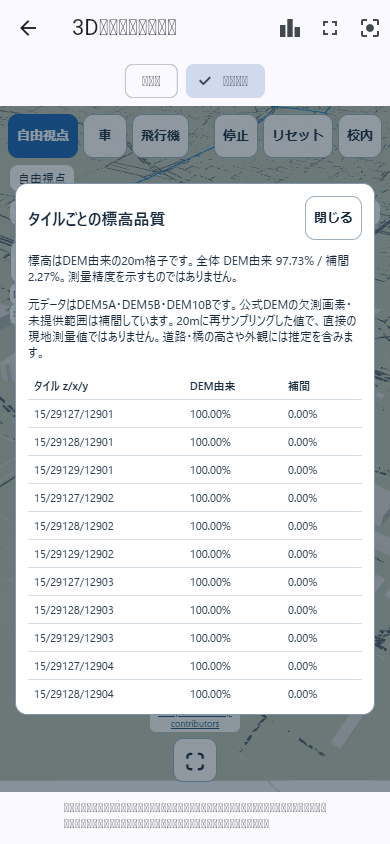 3D
自由視点
車
飛行機
停止
リセット
校内
自由視点
タイルごとの標高品質
閉じる
標高はDEM由来の20m格子です。全体 DEM由来 97.73% / 補間
2.27%。測量精度を示すものではありません。
元データはDEM5A・DEM5B・DEM10Bです。公式DEMの欠測画素・
未提供範囲は補間しています。20mに再サンプリングした値で、直接の
現地測量値ではありません。道路・橋の高さや外観には推定を含みま
す。
タイル z/x/y DEM由来 補間
15/29127/12901 100.00% 0.00%
15/29128/12901 100.00% 0.00%
15/29129/12901 100.00% 0.00%
15/29127/12902 100.00% 0.00%
15/29128/12902 100.00% 0.00%
15/29129/12902 100.00% 0.00%
15/29127/12903 100.00% 0.00%
15/29128/12903 100.00% 0.00%
15/29129/12903 100.00% 0.00%
15/29127/12904 100.00% 0.00%
15/29128/12904 100.00% 0.00%
contributors